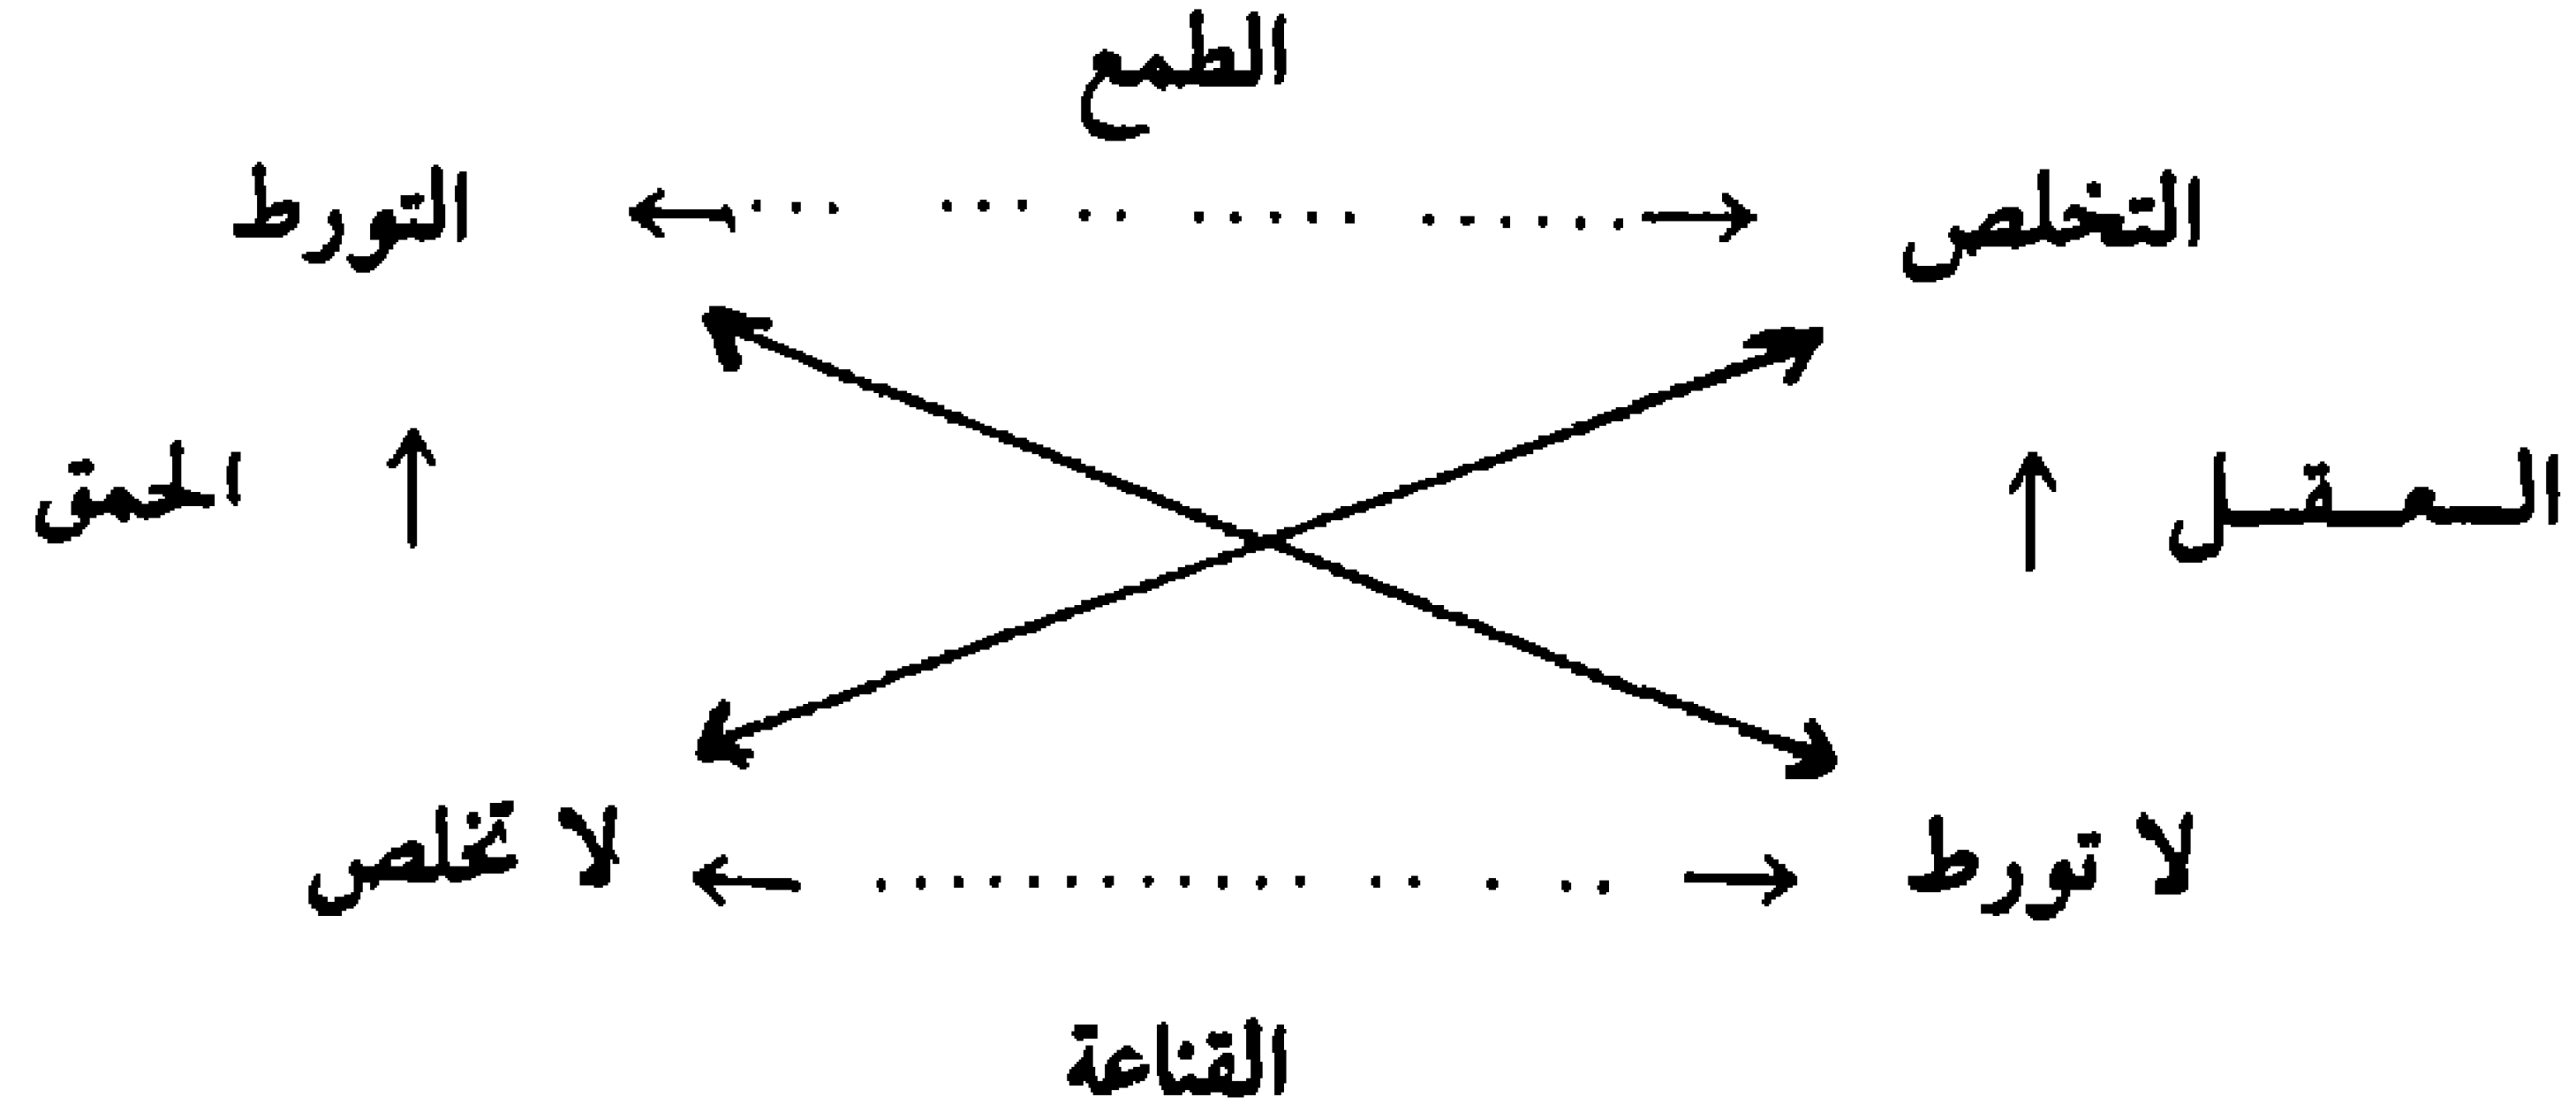 الطمع
التخلص التورط
العقل الحمق
لا تورط لا تخلص
القناعة